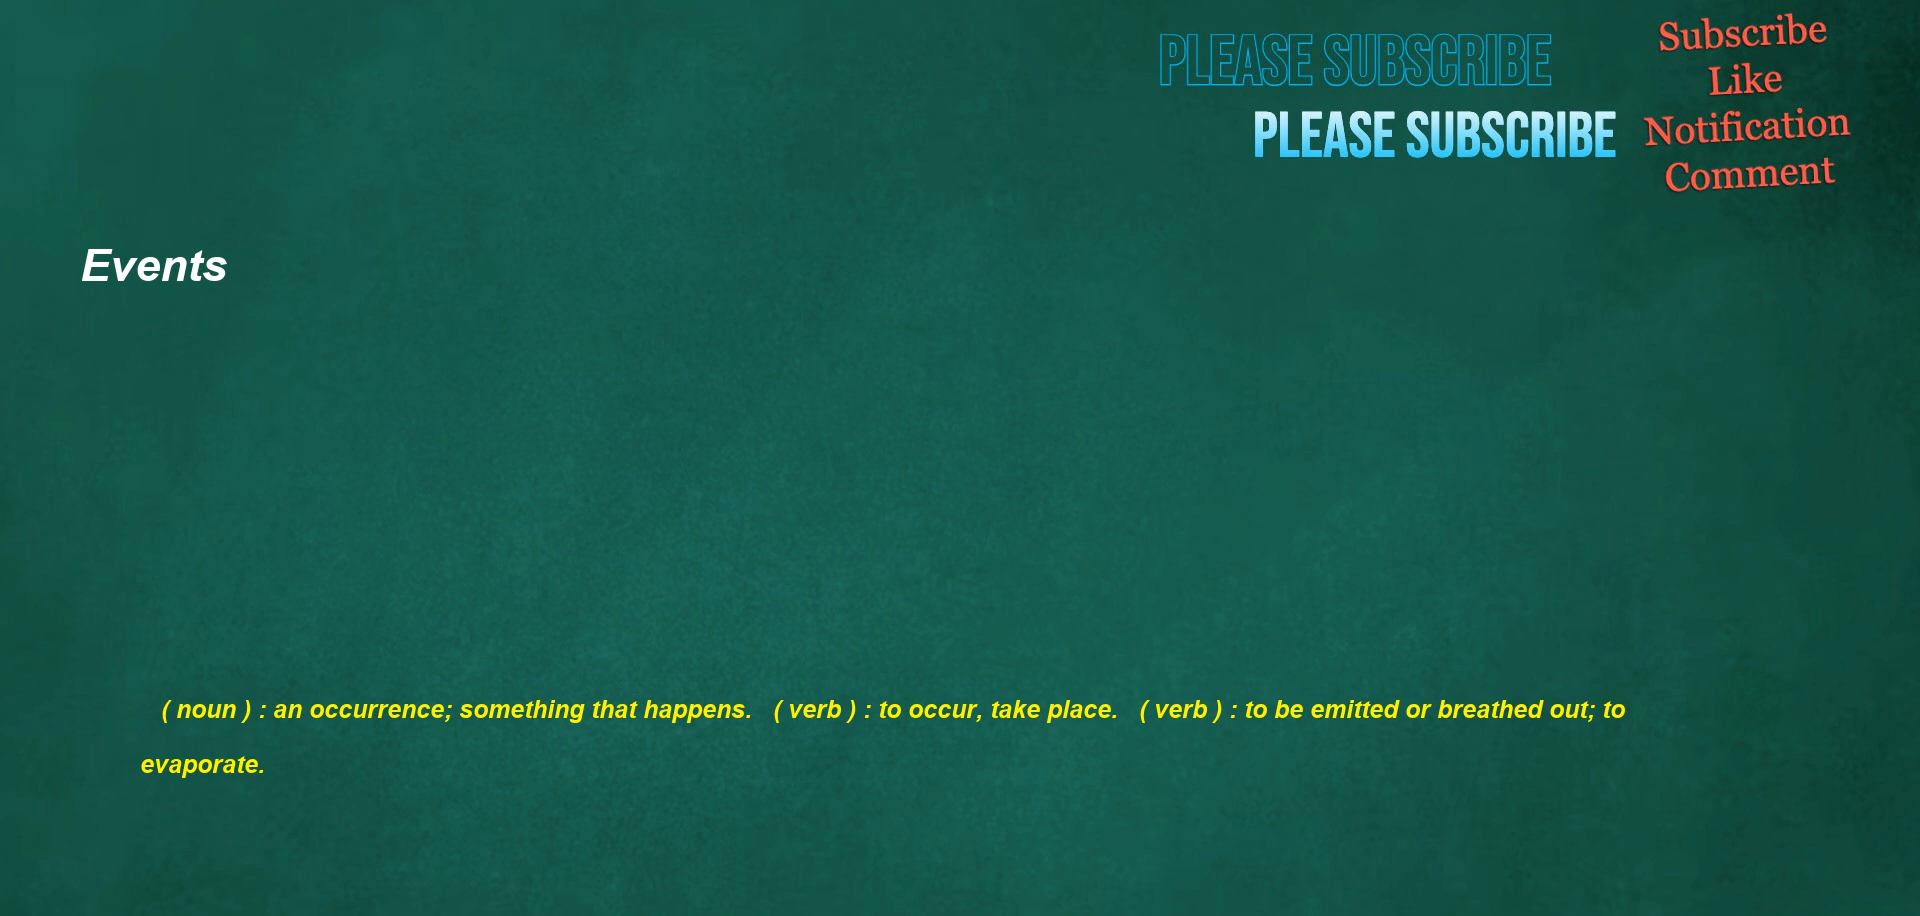 PLEASE SUBSCRIBE
PLEASE SUBSCRIBE
Subscribe
Like
Notification
Comment
Events
( noun ) : an occurrence; something that happens. ( verb ) : to occur, take place. ( verb ) : to be emitted or breathed out; to
evaporate.